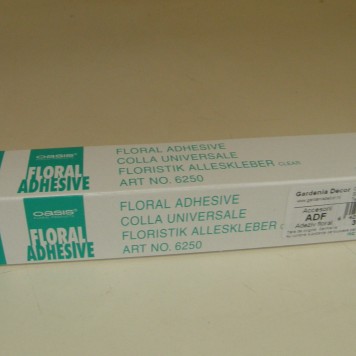 OASIS
FLORAL
ADHESIVE
FLORAL ADHESIVE
COLLA UNIVERSALE
FLORISTIK ALLESKLEBER CLEAR
ART NO. 6250
OASIS
FLORAL
ADHESIVE
FLORAL ADHESIVE
COLLA UNIVERSALE
FLORISTIK ALLESKLEBER
ART NO. 6250
Gardenia Decor
Accesorii
ADF
Adeziv floral